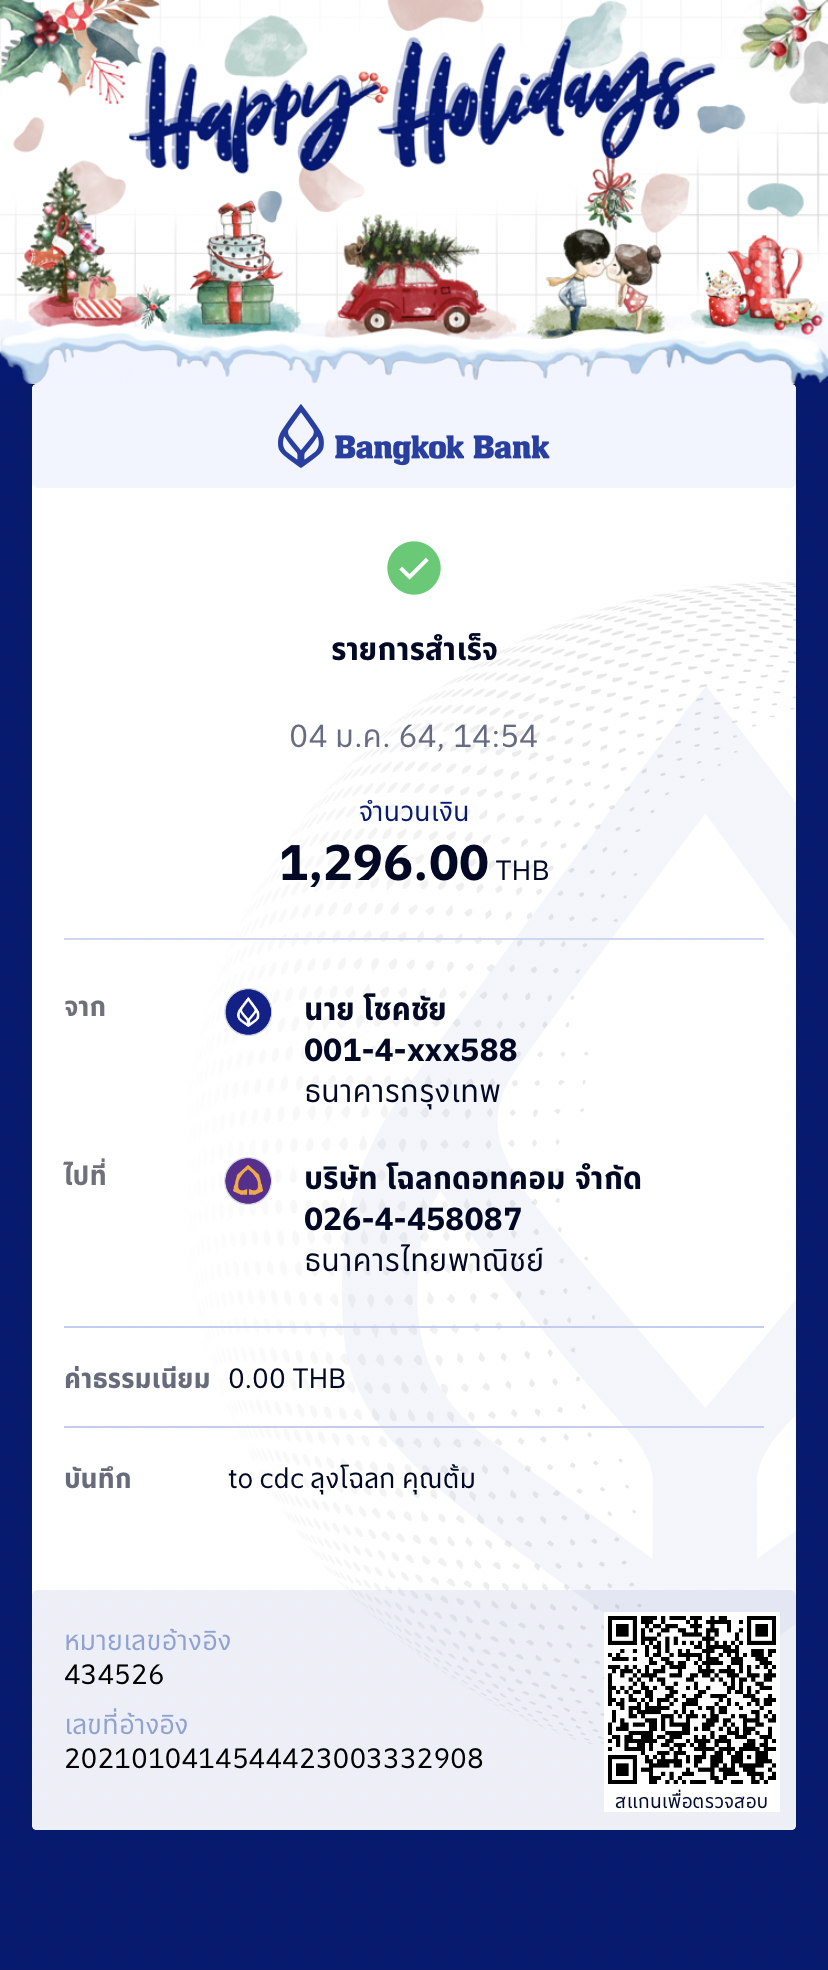 Happy Holidays
Bangkok Bank
รายการสำเร็จ
04 ม.ค. 64, 14:54
จำนวนเงิน
1,296.00 THB
จาก
นาย โชคชัย
001-4-xxx588
ธนาคารกรุงเทพ
ไปที่
บริษัท โฉลกดอทคอม จำกัด
026-4-458087
ธนาคารไทยพาณิชย์
ค่าธรรมเนียม 0.00 THB
บันทึก to cdc ลุงโฉลก คุณตั้ม
หมายเลขอ้างอิง
434526
เลขที่อ้างอิง
2021010414544423003332908
สแกนเพื่อตรวจสอบ